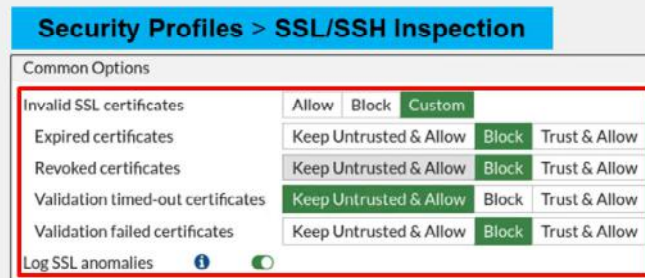 Security Profiles > SSL/SSH Inspection
Common Options
Invalid SSL certificates Allow Block Custom
Expired certificates Keep Untrusted & Allow Block Trust & Allow
Revoked certificates Keep Untrusted & Allow Block Trust & Allow
Validation timed-out certificates Keep Untrusted & Allow Block Trust & Allow
Validation failed certificates Keep Untrusted & Allow Block Trust & Allow
Log SSL anomalies